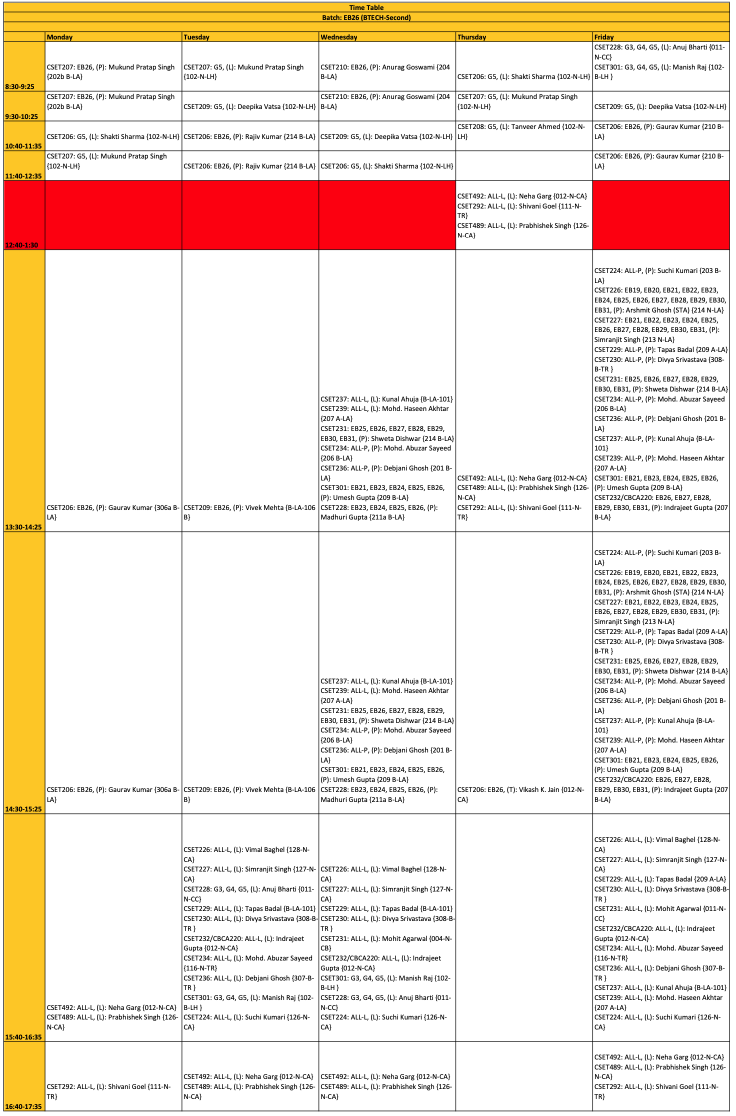 Time Table
Batch: EB26 (BTECH-Second)
Monday Tuesday Wednesday Thursday Friday
8:30-9:25
CSET207: EB26, (P): Mukund Pratap Singh
{202b B-LA}
CSET207: G5, (L): Mukund Pratap Singh
{102-N-LH}
CSET210: EB26, (P): Anurag Goswami {204
B-LA}
CSET206: G5, (L): Shakti Sharma {102-N-LH}
CSET228: G3, G4, G5, (L): Anuj Bharti {011-
N-CC}
CSET301: G3, G4, G5, (L): Manish Raj {102-
B-LH }
9:30-10:25
CSET207: EB26, (P): Mukund Pratap Singh
{202b B-LA}
CSET209: G5, (L): Deepika Vatsa {102-N-LH}
CSET210: EB26, (P): Anurag Goswami {204
B-LA}
CSET207: G5, (L): Mukund Pratap Singh
{102-N-LH}
CSET209: G5, (L): Deepika Vatsa {102-N-LH}
10:40-11:35
CSET206: G5, (L): Shakti Sharma {102-N-LH}
CSET206: EB26, (P): Rajiv Kumar {214 B-LA}
CSET209: G5, (L): Deepika Vatsa {102-N-LH}
CSET208: G5, (L): Tanveer Ahmed {102-N-
LH}
CSET206: EB26, (P): Gaurav Kumar {210 B-
LA}
11:40-12:35
CSET207: G5, (L): Mukund Pratap Singh
{102-N-LH}
CSET206: EB26, (P): Rajiv Kumar {214 B-LA}
CSET206: G5, (L): Shakti Sharma {102-N-LH}
CSET206: EB26, (P): Gaurav Kumar {210 B-
LA}
12:40-1:30
CSET492: ALL-L, (L): Neha Garg {012-N-CA}
CSET292: ALL-L, (L): Shivani Goel {111-N-
TR}
CSET489: ALL-L, (L): Prabhishek Singh {126-
N-CA}
13:30-14:25
CSET206: EB26, (P): Gaurav Kumar {306a B-
LA}
CSET209: EB26, (P): Vivek Mehta {B-LA-106
B}
CSET237: ALL-L, (L): Kunal Ahuja {B-LA-101}
CSET239: ALL-L, (L): Mohd. Haseen Akhtar
{207 A-LA}
CSET231: EB25, EB26, EB27, EB28, EB29,
EB30, EB31, (P): Shweta Dishwar {214 B-LA}
CSET234: ALL-P, (P): Mohd. Abuzar Sayeed
{206 B-LA}
CSET236: ALL-P, (P): Debjani Ghosh {201 B-
LA}
CSET301: EB21, EB23, EB24, EB25, EB26,
(P): Umesh Gupta {209 B-LA}
CSET228: EB23, EB24, EB25, EB26, (P):
Madhuri Gupta {211a B-LA}
CSET492: ALL-L, (L): Neha Garg {012-N-CA}
CSET489: ALL-L, (L): Prabhishek Singh {126-
N-CA}
CSET292: ALL-L, (L): Shivani Goel {111-N-
TR}
CSET224: ALL-P, (P): Suchi Kumari {203 B-
LA}
CSET226: EB19, EB20, EB21, EB22, EB23,
EB24, EB25, EB26, EB27, EB28, EB29, EB30,
EB31, (P): Arshmit Ghosh (STA) {214 N-LA}
CSET227: EB21, EB22, EB23, EB24, EB25,
EB26, EB27, EB28, EB29, EB30, EB31, (P):
Simranjit Singh {213 N-LA}
CSET229: ALL-P, (P): Tapas Badal {209 A-LA}
CSET230: ALL-P, (P): Divya Srivastava {308-
B-TR }
CSET231: EB25, EB26, EB27, EB28, EB29,
EB30, EB31, (P): Shweta Dishwar {214 B-LA}
CSET234: ALL-P, (P): Mohd. Abuzar Sayeed
{206 B-LA}
CSET236: ALL-P, (P): Debjani Ghosh {201 B-
LA}
CSET237: ALL-P, (P): Kunal Ahuja {B-LA-
101}
CSET239: ALL-P, (P): Mohd. Haseen Akhtar
{207 A-LA}
CSET301: EB21, EB23, EB24, EB25, EB26,
(P): Umesh Gupta {209 B-LA}
CSET232/CBCA220: EB26, EB27, EB28,
EB29, EB30, EB31, (P): Indrajeet Gupta {207
B-LA}
14:30-15:25
CSET206: EB26, (P): Gaurav Kumar {306a B-
LA}
CSET209: EB26, (P): Vivek Mehta {B-LA-106
B}
CSET237: ALL-L, (L): Kunal Ahuja {B-LA-101}
CSET239: ALL-L, (L): Mohd. Haseen Akhtar
{207 A-LA}
CSET231: EB25, EB26, EB27, EB28, EB29,
EB30, EB31, (P): Shweta Dishwar {214 B-LA}
CSET234: ALL-P, (P): Mohd. Abuzar Sayeed
{206 B-LA}
CSET236: ALL-P, (P): Debjani Ghosh {201 B-
LA}
CSET301: EB21, EB23, EB24, EB25, EB26,
(P): Umesh Gupta {209 B-LA}
CSET228: EB23, EB24, EB25, EB26, (P):
Madhuri Gupta {211a B-LA}
CSET206: EB26, (T): Vikash K. Jain {012-N-
CA}
CSET224: ALL-P, (P): Suchi Kumari {203 B-
LA}
CSET226: EB19, EB20, EB21, EB22, EB23,
EB24, EB25, EB26, EB27, EB28, EB29, EB30,
EB31, (P): Arshmit Ghosh (STA) {214 N-LA}
CSET227: EB21, EB22, EB23, EB24, EB25,
EB26, EB27, EB28, EB29, EB30, EB31, (P):
Simranjit Singh {213 N-LA}
CSET229: ALL-P, (P): Tapas Badal {209 A-LA}
CSET230: ALL-P, (P): Divya Srivastava {308-
B-TR }
CSET231: EB25, EB26, EB27, EB28, EB29,
EB30, EB31, (P): Shweta Dishwar {214 B-LA}
CSET234: ALL-P, (P): Mohd. Abuzar Sayeed
{206 B-LA}
CSET236: ALL-P, (P): Debjani Ghosh {201 B-
LA}
CSET237: ALL-P, (P): Kunal Ahuja {B-LA-
101}
CSET239: ALL-P, (P): Mohd. Haseen Akhtar
{207 A-LA}
CSET301: EB21, EB23, EB24, EB25, EB26,
(P): Umesh Gupta {209 B-LA}
CSET232/CBCA220: EB26, EB27, EB28,
EB29, EB30, EB31, (P): Indrajeet Gupta {207
B-LA}
15:40-16:35
CSET492: ALL-L, (L): Neha Garg {012-N-CA}
CSET489: ALL-L, (L): Prabhishek Singh {126-
N-CA}
CSET226: ALL-L, (L): Vimal Baghel {128-N-
CA}
CSET227: ALL-L, (L): Simranjit Singh {127-N-
CA}
CSET228: G3, G4, G5, (L): Anuj Bharti {011-
N-CC}
CSET229: ALL-L, (L): Tapas Badal {B-LA-101}
CSET230: ALL-L, (L): Divya Srivastava {308-B-
TR }
CSET232/CBCA220: ALL-L, (L): Indrajeet
Gupta {012-N-CA}
CSET234: ALL-L, (L): Mohd. Abuzar Sayeed
{116-N-TR}
CSET236: ALL-L, (L): Debjani Ghosh {307-B-
TR }
CSET301: G3, G4, G5, (L): Manish Raj {102-
B-LH }
CSET224: ALL-L, (L): Suchi Kumari {126-N-
CA}
CSET226: ALL-L, (L): Vimal Baghel {128-N-
CA}
CSET227: ALL-L, (L): Simranjit Singh {127-N-
CA}
CSET229: ALL-L, (L): Tapas Badal {B-LA-101}
CSET230: ALL-L, (L): Divya Srivastava {308-B-
TR }
CSET231: ALL-L, (L): Mohit Agarwal {004-N-
CB}
CSET232/CBCA220: ALL-L, (L): Indrajeet
Gupta {012-N-CA}
CSET301: G3, G4, G5, (L): Manish Raj {102-
B-LH }
CSET228: G3, G4, G5, (L): Anuj Bharti {011-
N-CC}
CSET224: ALL-L, (L): Suchi Kumari {126-N-
CA}
CSET226: ALL-L, (L): Vimal Baghel {128-N-
CA}
CSET227: ALL-L, (L): Simranjit Singh {127-N-
CA}
CSET229: ALL-L, (L): Tapas Badal {209 A-LA}
CSET230: ALL-L, (L): Divya Srivastava {308-B-
TR }
CSET231: ALL-L, (L): Mohit Agarwal {011-N-
CC}
CSET232/CBCA220: ALL-L, (L): Indrajeet
Gupta {012-N-CA}
CSET234: ALL-L, (L): Mohd. Abuzar Sayeed
{116-N-TR}
CSET236: ALL-L, (L): Debjani Ghosh {307-B-
TR }
CSET237: ALL-L, (L): Kunal Ahuja {B-LA-101}
CSET239: ALL-L, (L): Mohd. Haseen Akhtar
{207 A-LA}
CSET224: ALL-L, (L): Suchi Kumari {126-N-
CA}
16:40-17:35
CSET292: ALL-L, (L): Shivani Goel {111-N-
TR}
CSET492: ALL-L, (L): Neha Garg {012-N-CA}
CSET489: ALL-L, (L): Prabhishek Singh {126-
N-CA}
CSET492: ALL-L, (L): Neha Garg {012-N-CA}
CSET489: ALL-L, (L): Prabhishek Singh {126-
N-CA}
CSET492: ALL-L, (L): Neha Garg {012-N-CA}
CSET489: ALL-L, (L): Prabhishek Singh {126-
N-CA}
CSET292: ALL-L, (L): Shivani Goel {111-N-
TR}